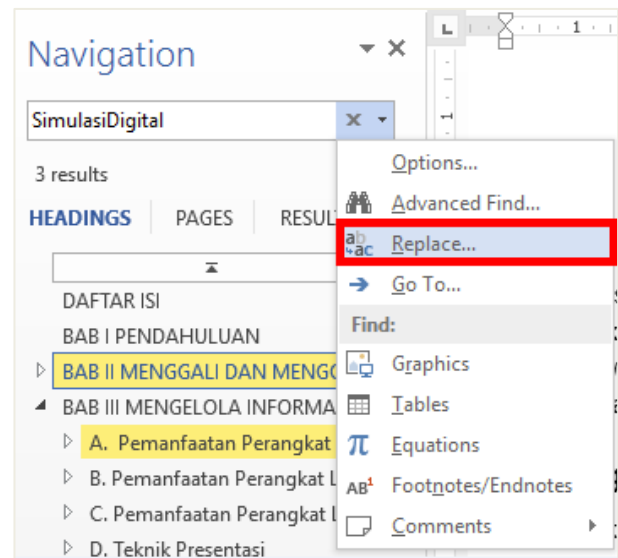 Navigation
SimulasiDigital
3 results
HEADINGS PAGES
DAFTAR ISI
BAB I PENDAHULUAN
BAB II MENGGALI DAN
BAB III MENGELOLA
A. Pemanfaatan Perangkat
B. Pemanfaatan Perangkat
C. Pemanfaatan Perangkat
D. Teknik Presentasi
L 1
1
Options...
Advanced Find...
Replace...
Go To...
Find:
Graphics
Tables
Equations
Footnotes/Endnotes
Comments